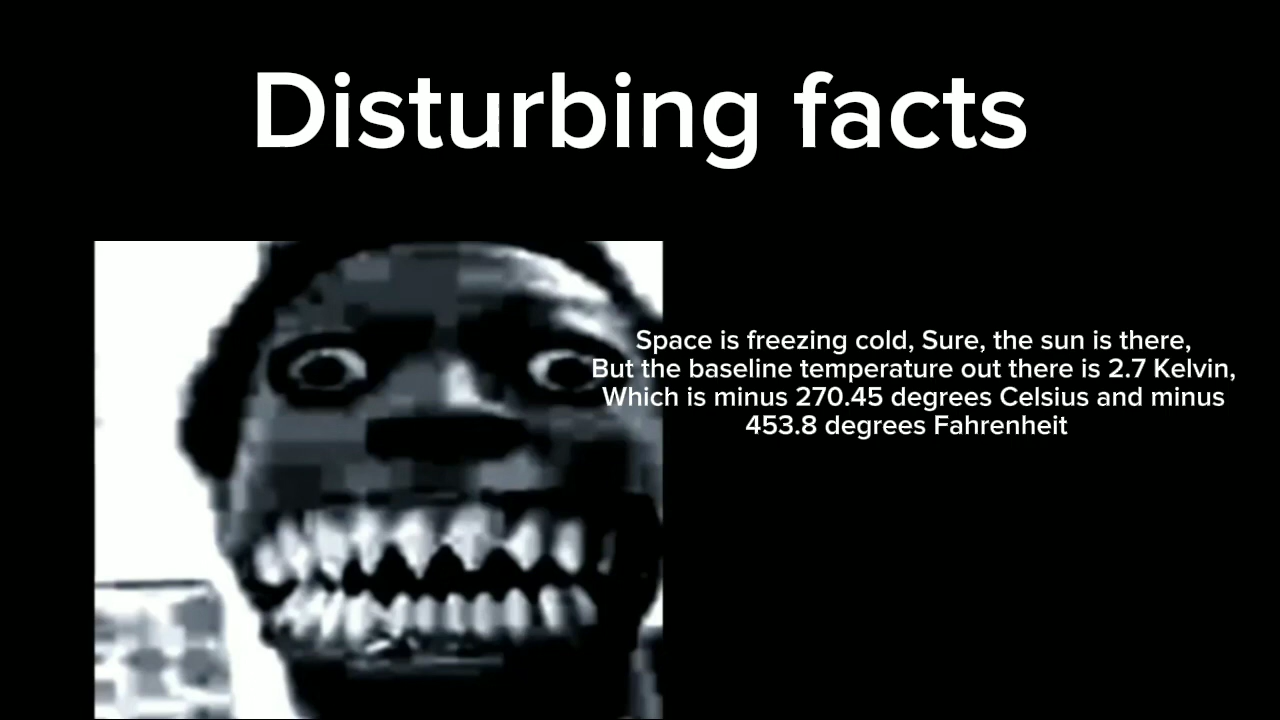 Disturbing facts
Space is freezing cold, Sure, the sun is there,
But the baseline temperature out there is 2.7 Kelvin,
Which is minus 270.45 degrees Celsius and minus
453.8 degrees Fahrenheit